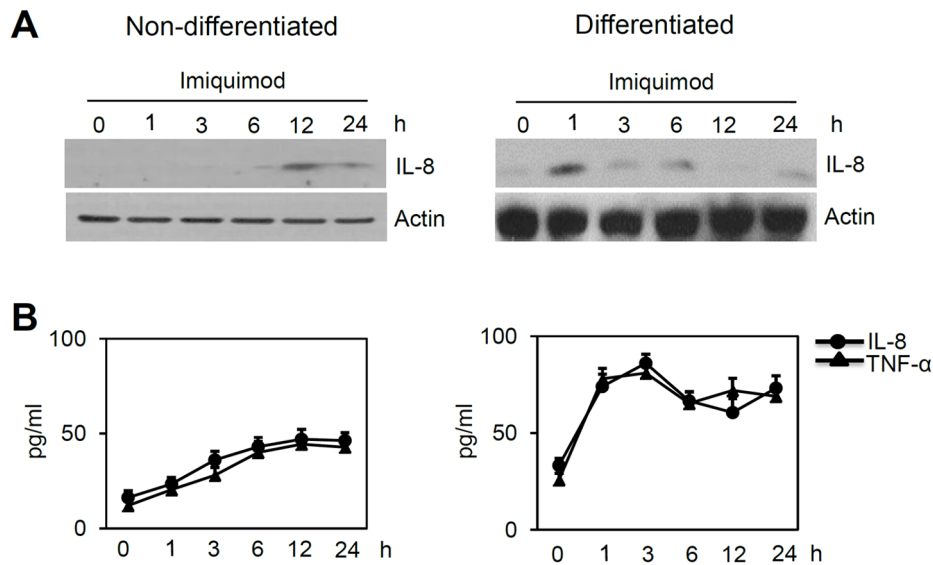 A
Non-differentiated
Differentiated
Imiquimod
Imiquimod
0 1 3 6 12 24 h
0 1 3 6 12 24 h
IL-8
IL-8
Actin
Actin
B
100
50
0
pg/ml
0 1 3 6 12 24 h
100
50
0
pg/ml
0 1 3 6 12 24 h
IL-8
TNF-α